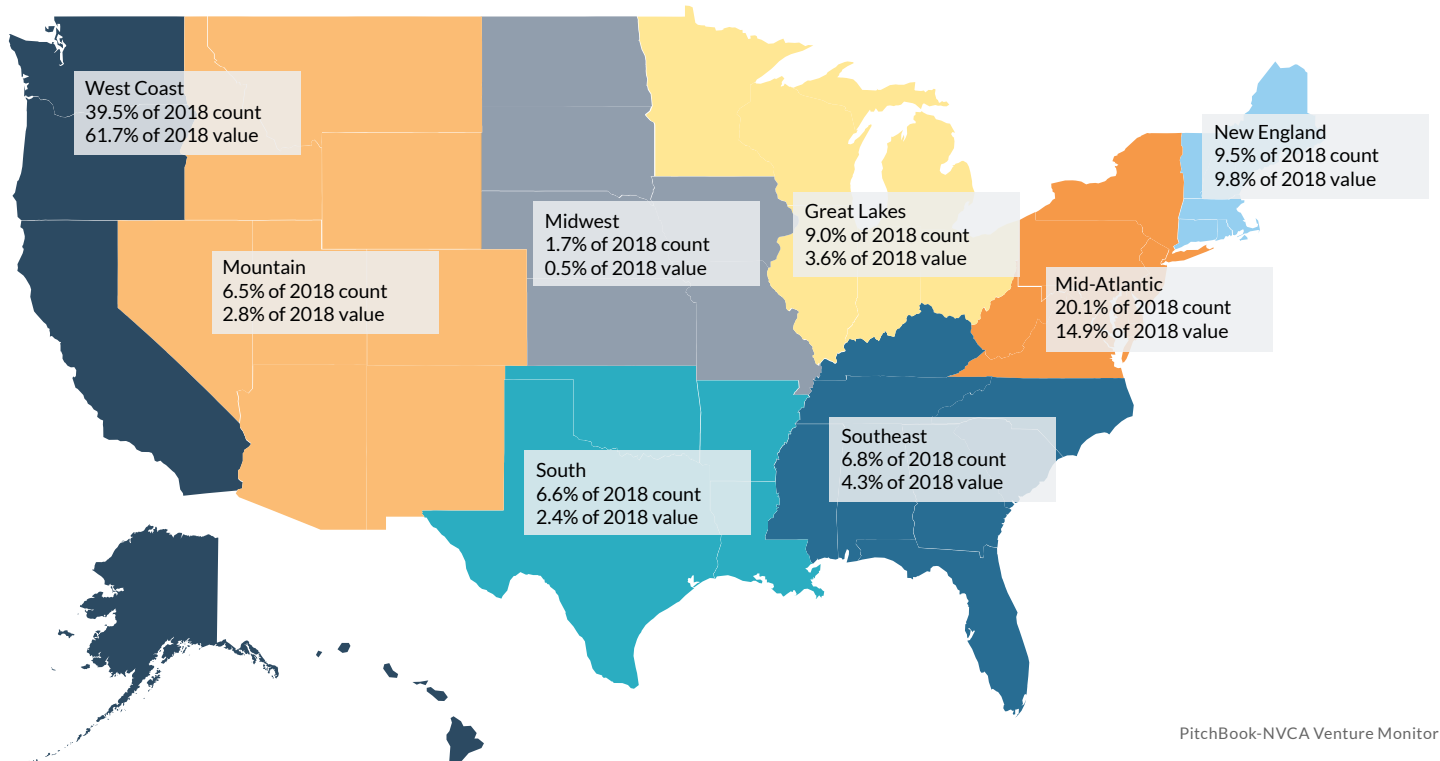 West Coast
39.5% of 2018 count
61.7% of 2018 value
New England
9.5% of 2018 count
9.8% of 2018 value
Midwest
1.7% of 2018 count
0.5% of 2018 value
Great Lakes
9.0% of 2018 count
3.6% of 2018 value
Mountain
6.5% of 2018 count
2.8% of 2018 value
Mid-Atlantic
20.1% of 2018 count
14.9% of 2018 value
South
6.6% of 2018 count
2.4% of 2018 value
Southeast
6.8% of 2018 count
4.3% of 2018 value
PitchBook-NVCA Venture Monitor